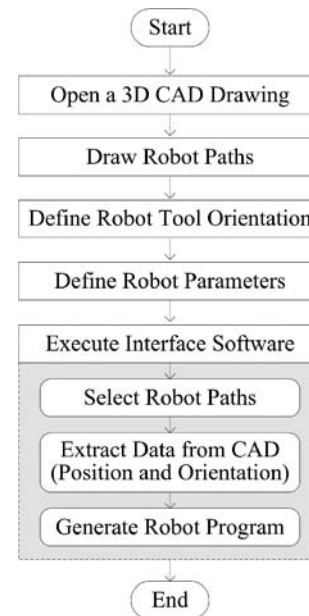 Start
Open a 3D CAD Drawing
Draw Robot Paths
Define Robot Tool Orientation
Define Robot Parameters
Execute Interface Software
Select Robot Paths
Extract Data from CAD
(Position and Orientation)
Generate Robot Program
End